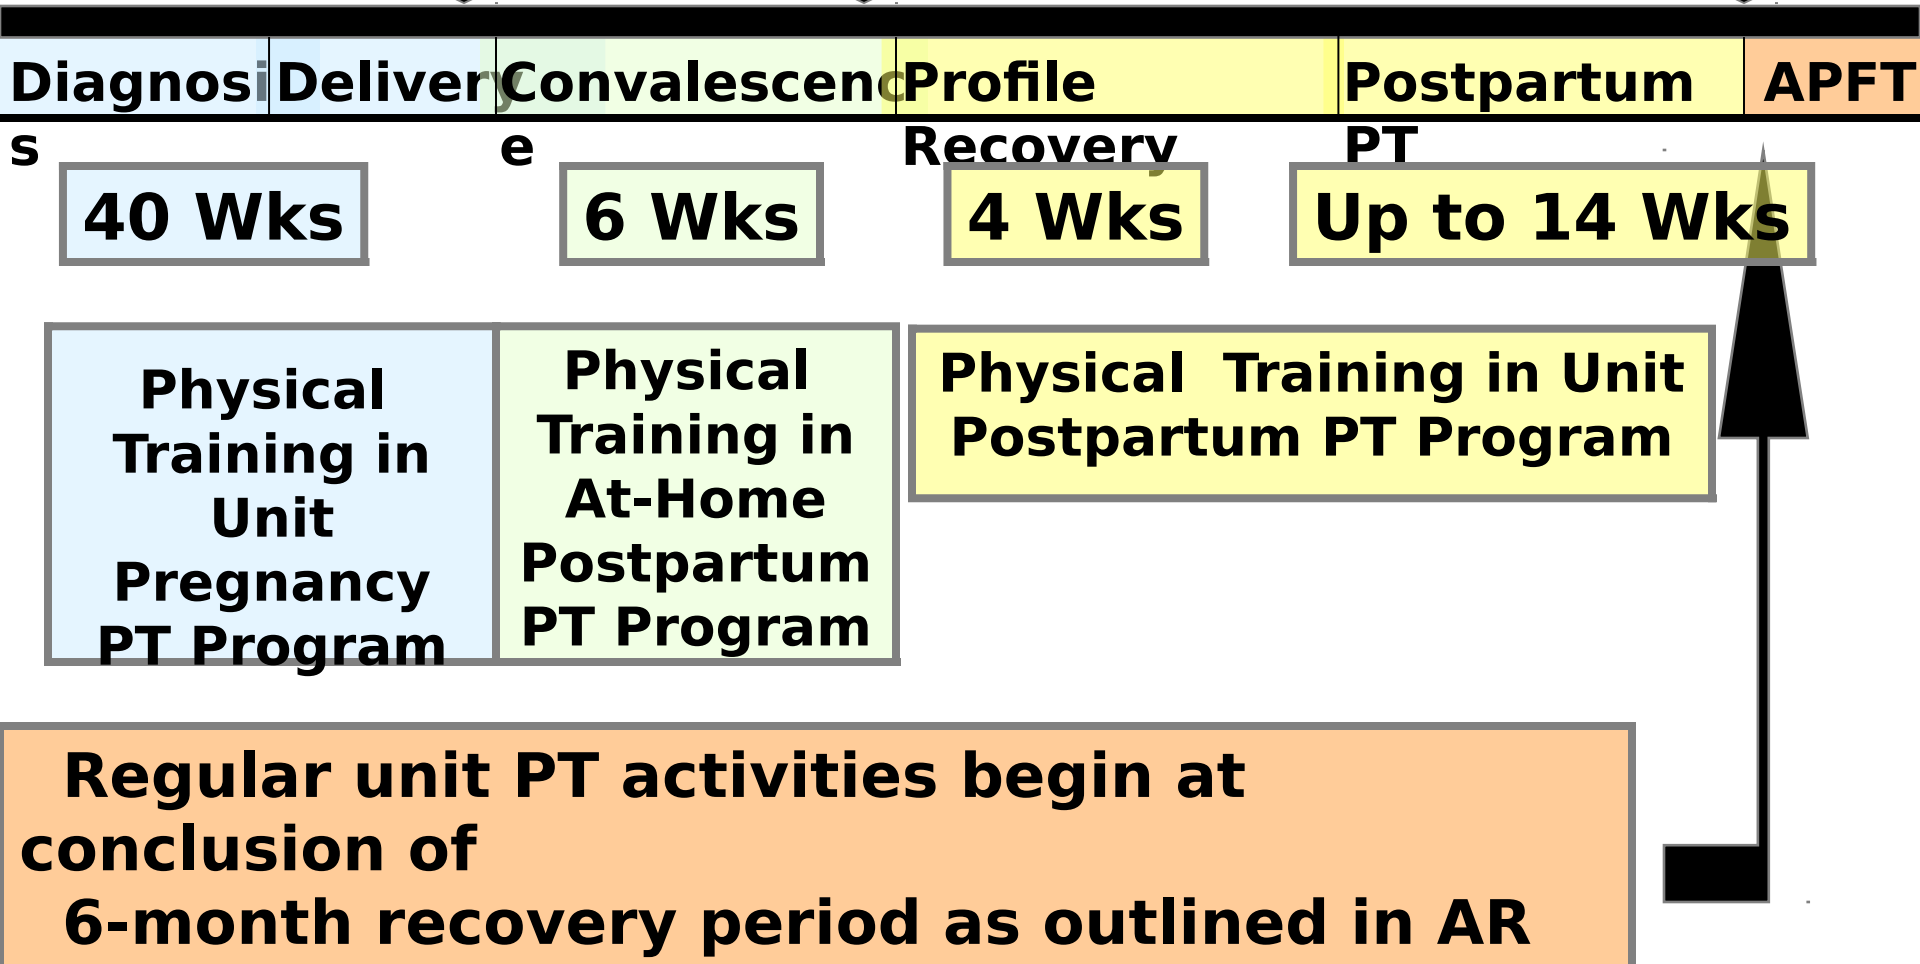 Diagnosi
s
Delivery
Convalescenc
e
Profile
Recovery
Postpartum
PT
APFT
40 Wks
6 Wks
4 Wks
Up to 14 Wks
Physical
Training in
Unit
Pregnancy
PT Program
Physical
Training in
At-Home
Postpartum
PT Program
Physical Training in Unit
Postpartum PT Program
Regular unit PT activities begin at
conclusion of
6-month recovery period as outlined in AR